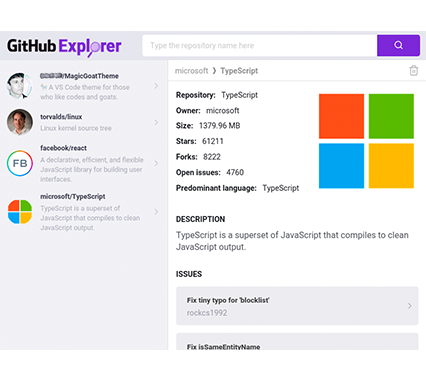 GitHub Explorer
Type the repository name here
/MagicGoatTheme
A VS Code theme for those
who like codes and goats.
torvalds/linux
Linux kernel source tree
FB
facebook/react
A declarative, efficient, and flexible
JavaScript library for building user
interfaces.
microsoft/TypeScript
TypeScript is a superset of
JavaScript that compiles to clean
JavaScript output.
microsoft > TypeScript
Repository: TypeScript
Owner: microsoft
Size: 1379.96 MB
Stars: 61211
Forks: 8222
Open issues: 4760
Predominant language: TypeScript
DESCRIPTION
TypeScript is a superset of JavaScript that compiles to clean
JavaScript output.
ISSUES
Fix tiny typo for 'blocklist'
rockcs1992
Fix isSameEntityName